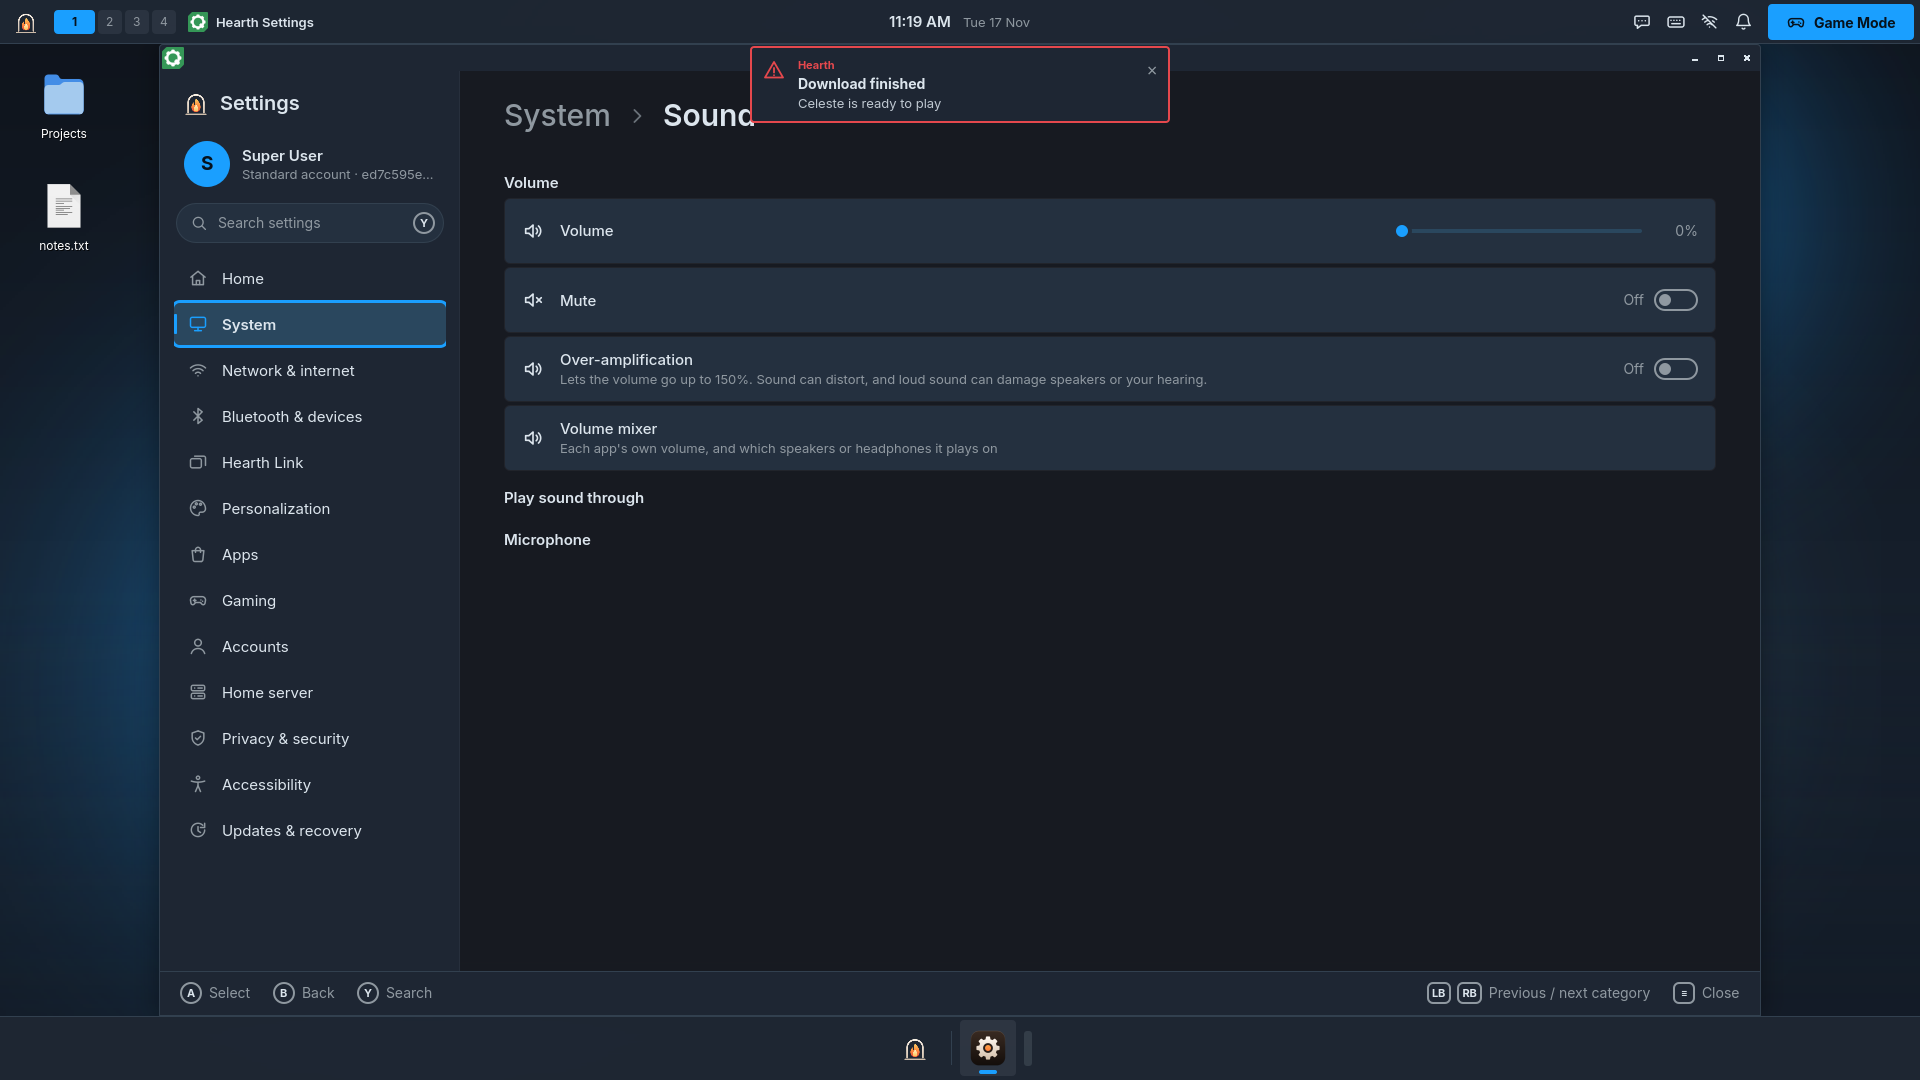 1 2 3 4 Hearth Settings
11:19 AM Tue 17 Nov
Game Mode
Hearth
Download finished
Celeste is ready to play
Projects
notes.txt
Settings
S
Super User
Standard account · ed7c595e...
Search settings Y
Home
System
Network & internet
Bluetooth & devices
Hearth Link
Personalization
Apps
Gaming
Accounts
Home server
Privacy & security
Accessibility
Updates & recovery
System > Sound
Volume
Volume 0%
Mute Off
Over-amplification
Lets the volume go up to 150%. Sound can distort, and loud sound can damage speakers or your hearing.
Off
Volume mixer
Each app's own volume, and which speakers or headphones it plays on
Play sound through
Microphone
A Select B Back Y Search
LB RB Previous / next category Close